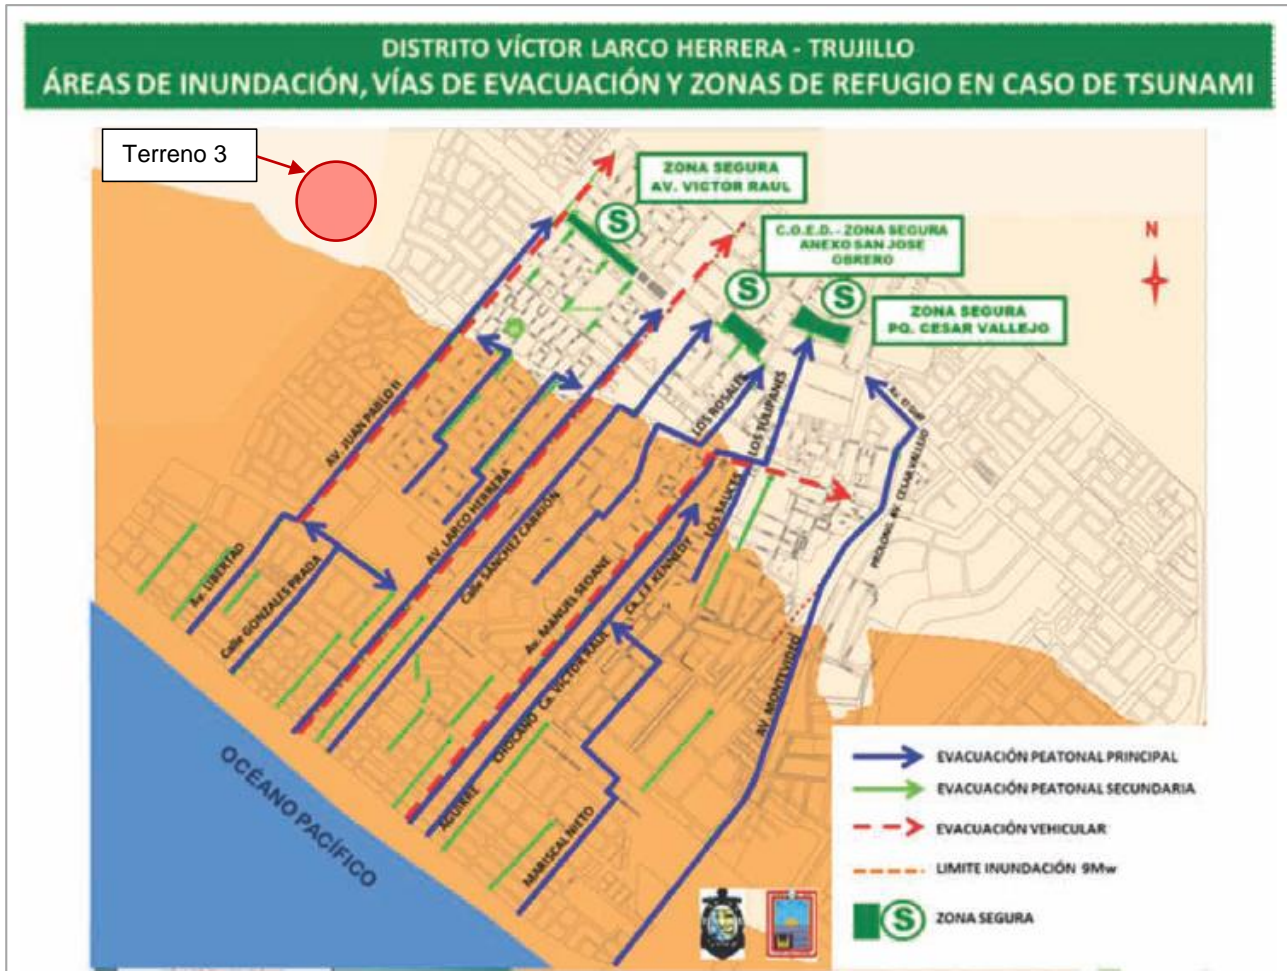 DISTRITO VÍCTOR LARCO HERRERA - TRUJILLO
ÁREAS DE INUNDACIÓN, VÍAS DE EVACUACIÓN Y ZONAS DE REFUGIO EN CASO DE TSUNAMI
Terreno 3
ZONA SEGURA
AV. VICTOR RAUL
S
C.O.E.D. - ZONA SEGURA
ANEXO SAN JOSE
OBRERO
N
S
S
ZONA SEGURA
PQ. CESAR VALLEJO
AV. JUAN PABLO II
LOS ROSALES
LOS TULIPANES
PROLONG. AV. CESAR VALLEJO
AV. LARCO HERRERA
Calle SANCHEZ CARRIÓN
LOS SAUCES
Av. LIBERTAD
Calle GONZALES PRADA
Av. MANUEL SEOANE
Ca. J.F. KENNEDY
Ca. VICTOR RAUL
CHOCANO
AGUIRRE
AV. MONTEVIDEO
MARISCAL NIETO
OCÉANO PACÍFICO
EVACUACIÓN PEATONAL PRINCIPAL
EVACUACIÓN PEATONAL SECUNDARIA
EVACUACIÓN VEHICULAR
LIMITE INUNDACIÓN 9Mw
S ZONA SEGURA